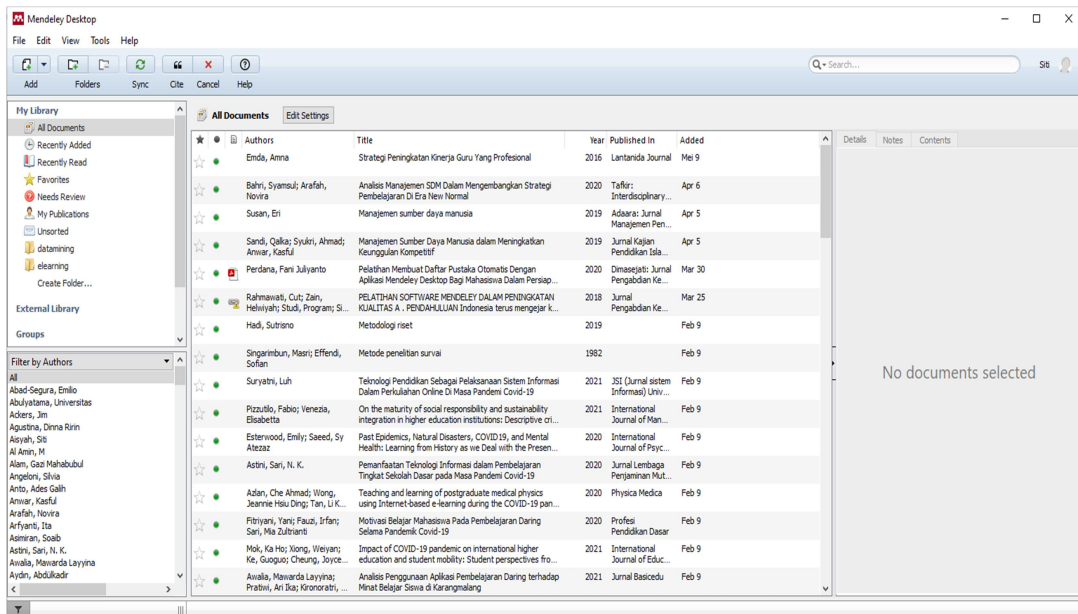 Mendeley Desktop
File Edit View Tools Help
Add Folders Sync Cite Cancel Help
Search...
Siti
My Library
All Documents
Recently Added
Recently Read
Favorites
Needs Review
My Publications
Unsorted
datamining
elearning
Create Folder...
External Library
Groups
Filter by Authors
All
Abad-Segura, Emilio
Abulyatama, Universitas
Ackers, Jim
Agustina, Dinna Ririn
Aisyah, Siti
Al Amin, M
Alam, Gazi Mahabubul
Angeloni, Silvia
Anto, Ades Galih
Anwar, Kasful
Arafah, Novira
Arfyanti, Ita
Asimiran, Soaib
Astini, Sari, N. K.
Awalia, Mawarda Layyina
Aydın, Abdülkadir
All Documents Edit Settings
Authors Title Year Published In Added
Emda, Amna Strategi Peningkatan Kinerja Guru Yang Profesional 2016 Lantanida Journal Mei 9
Bahri, Syamsul; Arafah, Analisis Manajemen SDM Dalam Mengembangkan Strategi 2020 Tafkir: Apr 6
Novira Pembelajaran Di Era New Normal Interdisciplinary...
Susan, Eri Manajemen sumber daya manusia 2019 Adaara: Jurnal Apr 5
Manajemen Pen...
Sandi, Qalka; Syukri, Ahmad; Manajemen Sumber Daya Manusia dalam Meningkatkan 2019 Jurnal Kajian Apr 5
Anwar, Kasful Keunggulan Kompetitif Pendidikan Isla...
Perdana, Fani Juliyanto Pelatihan Membuat Daftar Pustaka Otomatis Dengan 2020 Dimasejati: Jurnal Mar 30
Aplikasi Mendeley Desktop Bagi Mahasiswa Dalam Persiap... Pengabdian Ke...
Rahmawati, Cut; Zain, PELATIHAN SOFTWARE MENDELEY DALAM PENINGKATAN 2018 Jurnal Mar 25
Helwiyah; Studi, Program; Si... KUALITAS A . PENDAHULUAN Indonesia terus mengejar k... Pengabdian Ke...
Hadi, Sutrisno Metodologi riset 2019 Feb 9
Singarimbun, Masri; Effendi, Metode penelitian survai 1982 Feb 9
Sofian
Suryatni, Luh Teknologi Pendidikan Sebagai Pelaksanaan Sistem Informasi 2021 JSI (Jurnal sistem Feb 9
Dalam Perkuliahan Online Di Masa Pandemi Covid-19 Informasi) Univ...
Pizzutilo, Fabio; Venezia, On the maturity of social responsibility and sustainability 2021 International Feb 9
Elisabetta integration in higher education institutions: Descriptive cri... Journal of Man...
Esterwood, Emily; Saeed, Sy Past Epidemics, Natural Disasters, COVID19, and Mental 2020 International Feb 9
Atezaz Health: Learning from History as we Deal with the Presen... Journal of Psyc...
Astini, Sari, N. K. Pemanfaatan Teknologi Informasi dalam Pembelajaran 2020 Jurnal Lembaga Feb 9
Tingkat Sekolah Dasar pada Masa Pandemi Covid-19 Penjaminan Mut...
Azlan, Che Ahmad; Wong, Teaching and learning of postgraduate medical physics 2020 Physica Medica Feb 9
Jeannie Hsiu Ding; Tan, Li K... using Internet-based e-learning during the COVID-19 pan...
Fitriyani, Yani; Fauzi, Irfan; Motivasi Belajar Mahasiswa Pada Pembelajaran Daring 2020 Profesi Feb 9
Sari, Mia Zultrianti Selama Pandemik Covid-19 Pendidikan Dasar
Mok, Ka Ho; Xiong, Weiyan; Impact of COVID-19 pandemic on international higher 2021 International Feb 9
Ke, Guoguo; Cheung, Joyce... education and student mobility: Student perspectives fro... Journal of Educ...
Awalia, Mawarda Layyina; Analisis Penggunaan Aplikasi Pembelajaran Daring terhadap 2021 Jurnal Basicedu Feb 9
Pratiwi, Ari Ika; Kironoratri, ... Minat Belajar Siswa di Karangmalang
Details Notes Contents
No documents selected